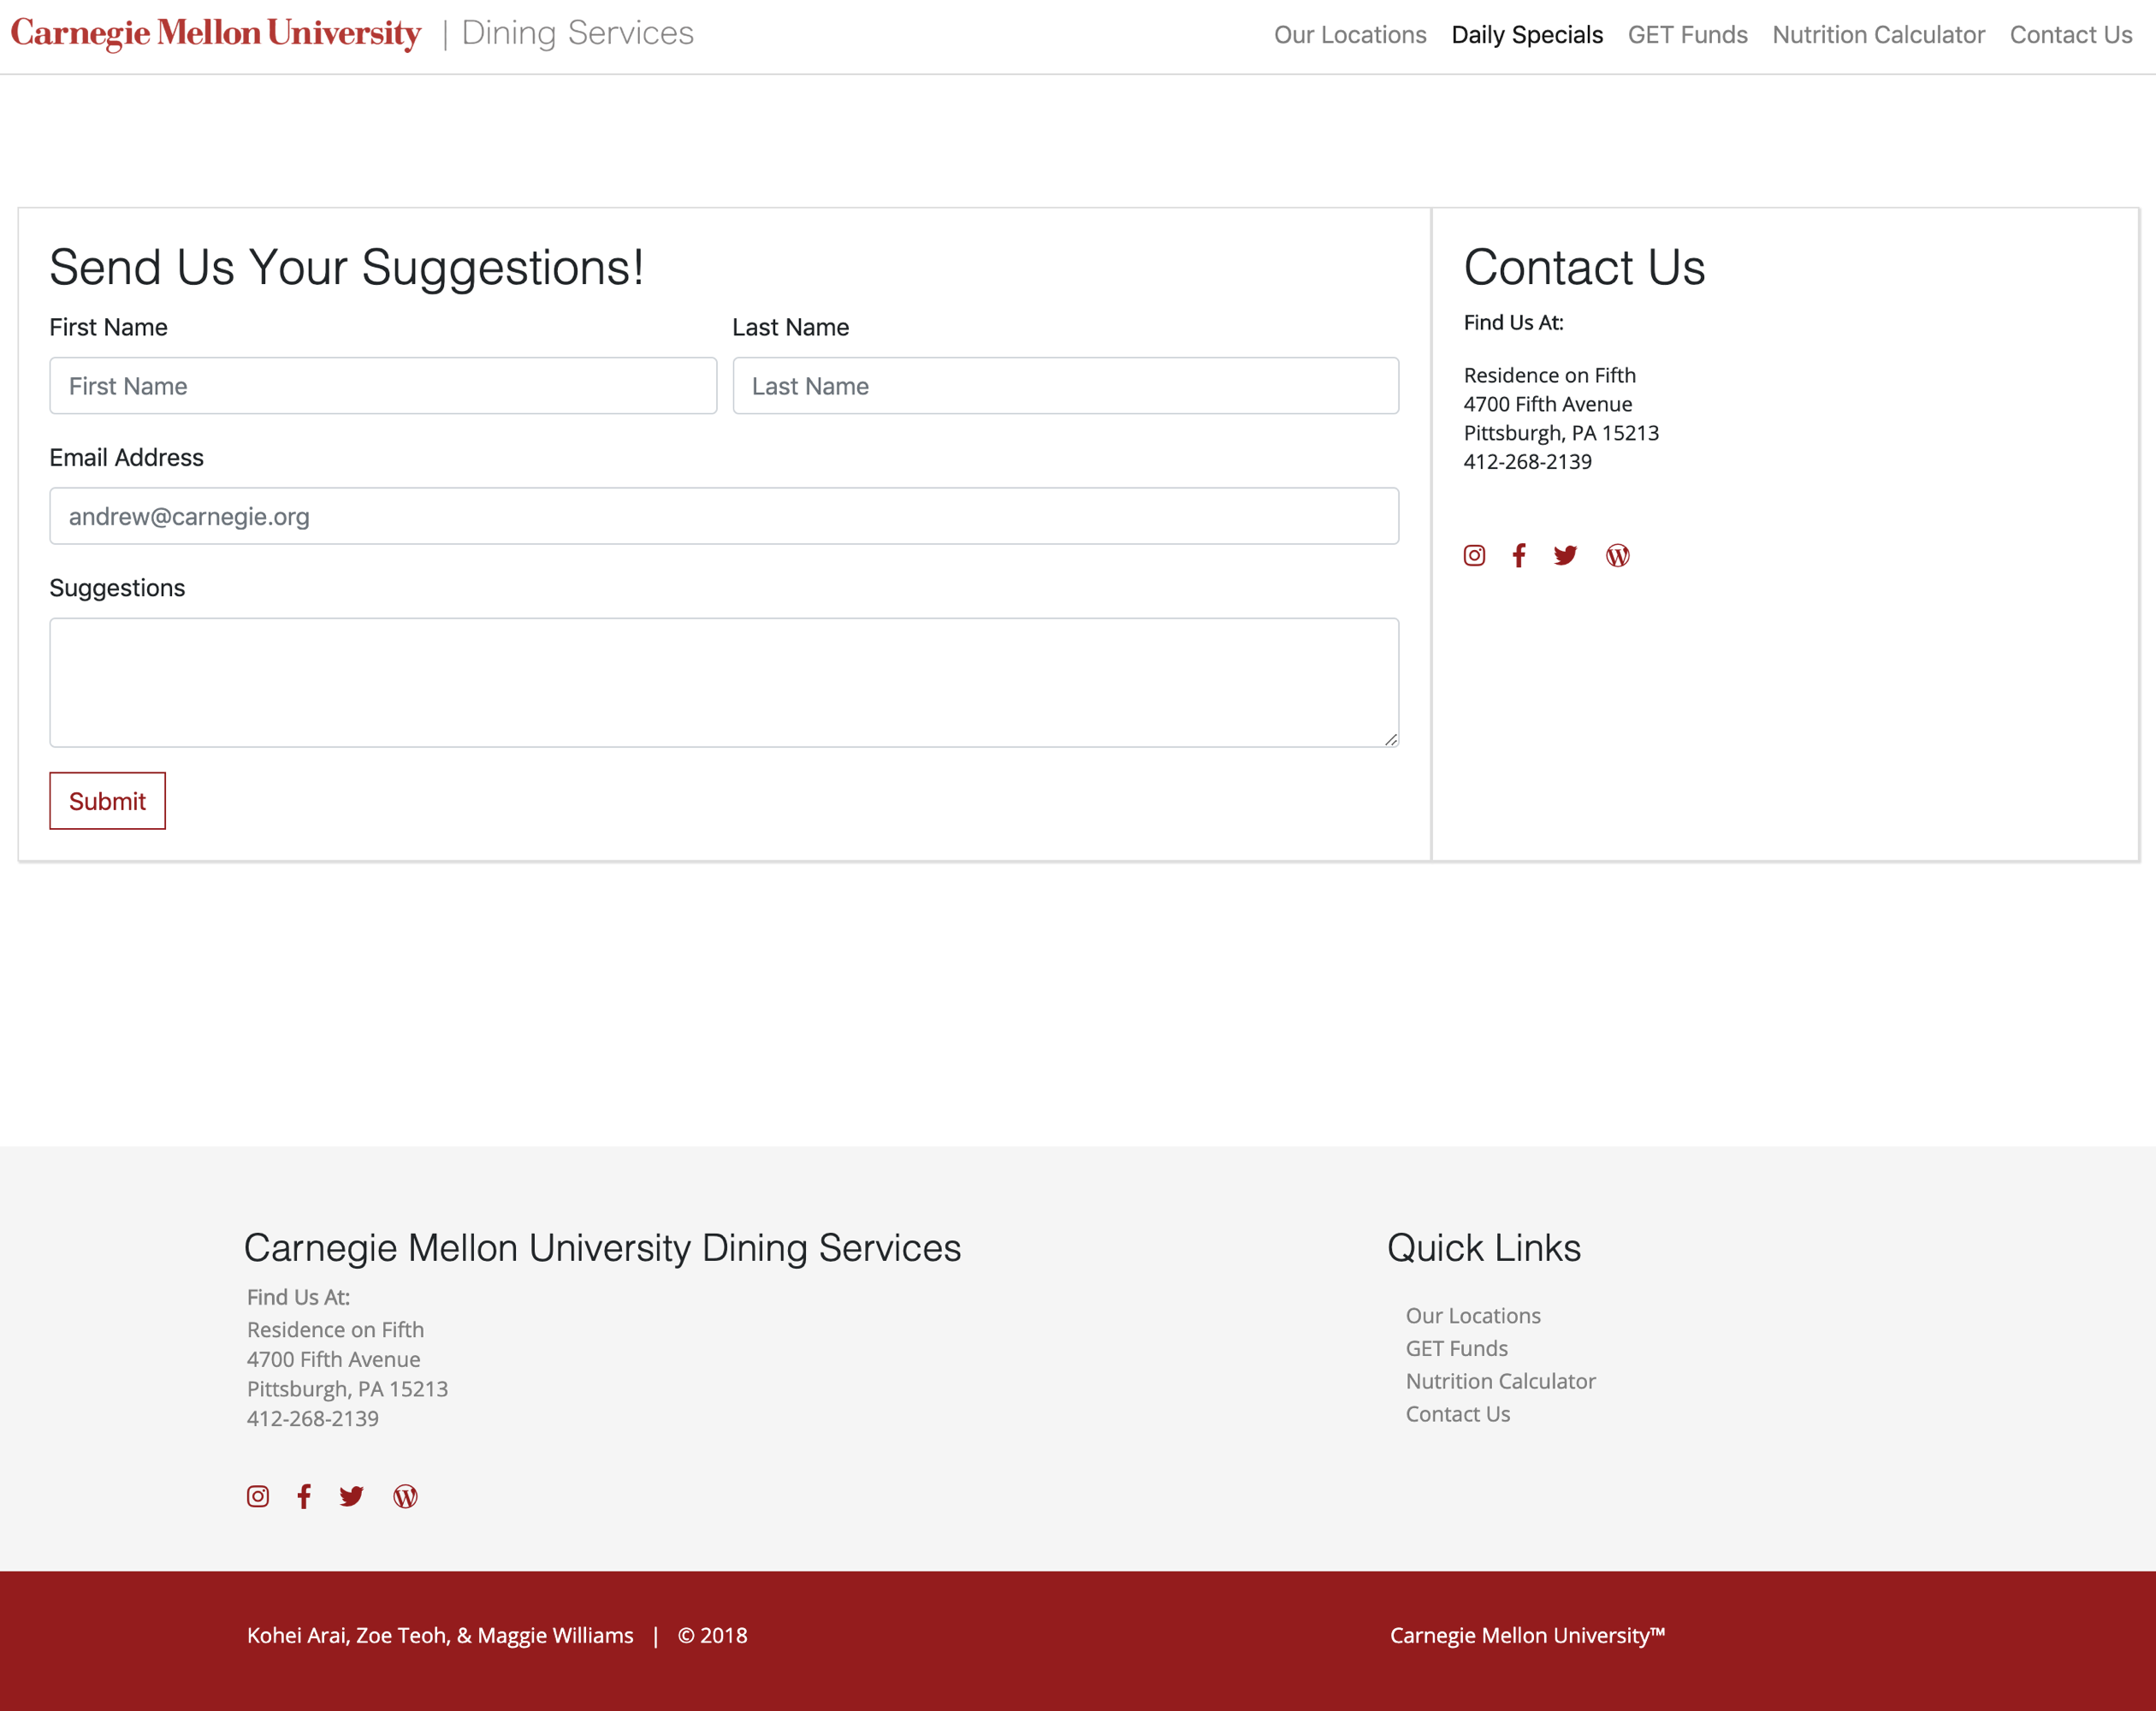 Carnegie Mellon University | Dining Services
Our Locations Daily Specials GET Funds Nutrition Calculator Contact Us
Send Us Your Suggestions!
First Name Last Name
First Name Last Name
Email Address
andrew@carnegie.org
Suggestions
Submit
Contact Us
Find Us At:
Residence on Fifth
4700 Fifth Avenue
Pittsburgh, PA 15213
412-268-2139
Carnegie Mellon University Dining Services
Find Us At:
Residence on Fifth
4700 Fifth Avenue
Pittsburgh, PA 15213
412-268-2139
Quick Links
Our Locations
GET Funds
Nutrition Calculator
Contact Us
Kohei Arai, Zoe Teoh, & Maggie Williams | © 2018
Carnegie Mellon University™